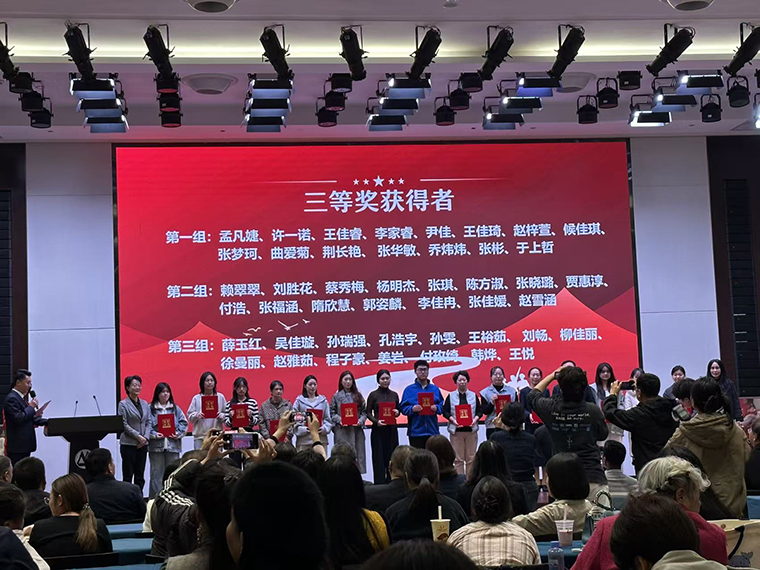 三等奖获得者
第一组：孟凡婕、许一诺、王佳睿、李家睿、尹佳、王佳琦、赵梓萱、候佳琪、
张梦珂、曲爱菊、荆长艳、张华敏、乔炜炜、张彬、于上哲
第二组：赖翠翠、刘胜花、蔡秀梅、杨明杰、张琪、陈方淑、张晓璐、贾惠淳、
付浩、张福涵、隋欣慧、郭姿麟、李佳冉、张佳媛、赵雪涵
第三组：薛玉红、吴佳璇、孙瑞强、孔浩宇、孙雯、王裕茹、刘畅、柳佳丽、
徐曼丽、赵雅茹、程子豪、姜岩、付玫绮、韩烨、王悦